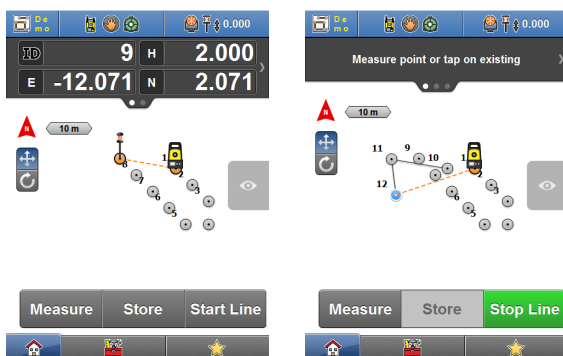 De
mo
0.000
ID 9 H 2.000
E -12.071 N 2.071
N
10 m
1
2
8
7
3
6
5
Measure Store Start Line
De
mo
0.000
Measure point or tap on existing
N
10 m
11 9
10 1
2
12
3
6
5
Measure Store Stop Line